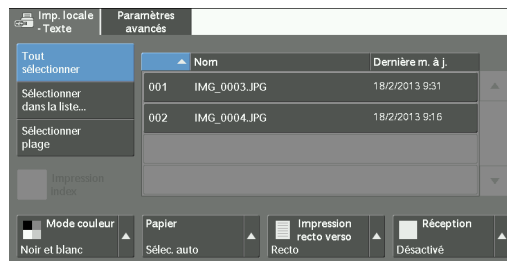 Imp. locale
- Texte
Paramètres
avancés
Tout
sélectionner
Sélectionner
dans la liste...
Sélectionner
plage
Impression
Index
Nom
Dernière m. à j.
001 IMG_0003.JPG 18/2/2013 9:31
002 IMG_0004.JPG 18/2/2013 9:16
Mode couleur
Noir et blanc
Papier
Sélec. auto
Impression
recto verso
Recto
Réception
Désactivé